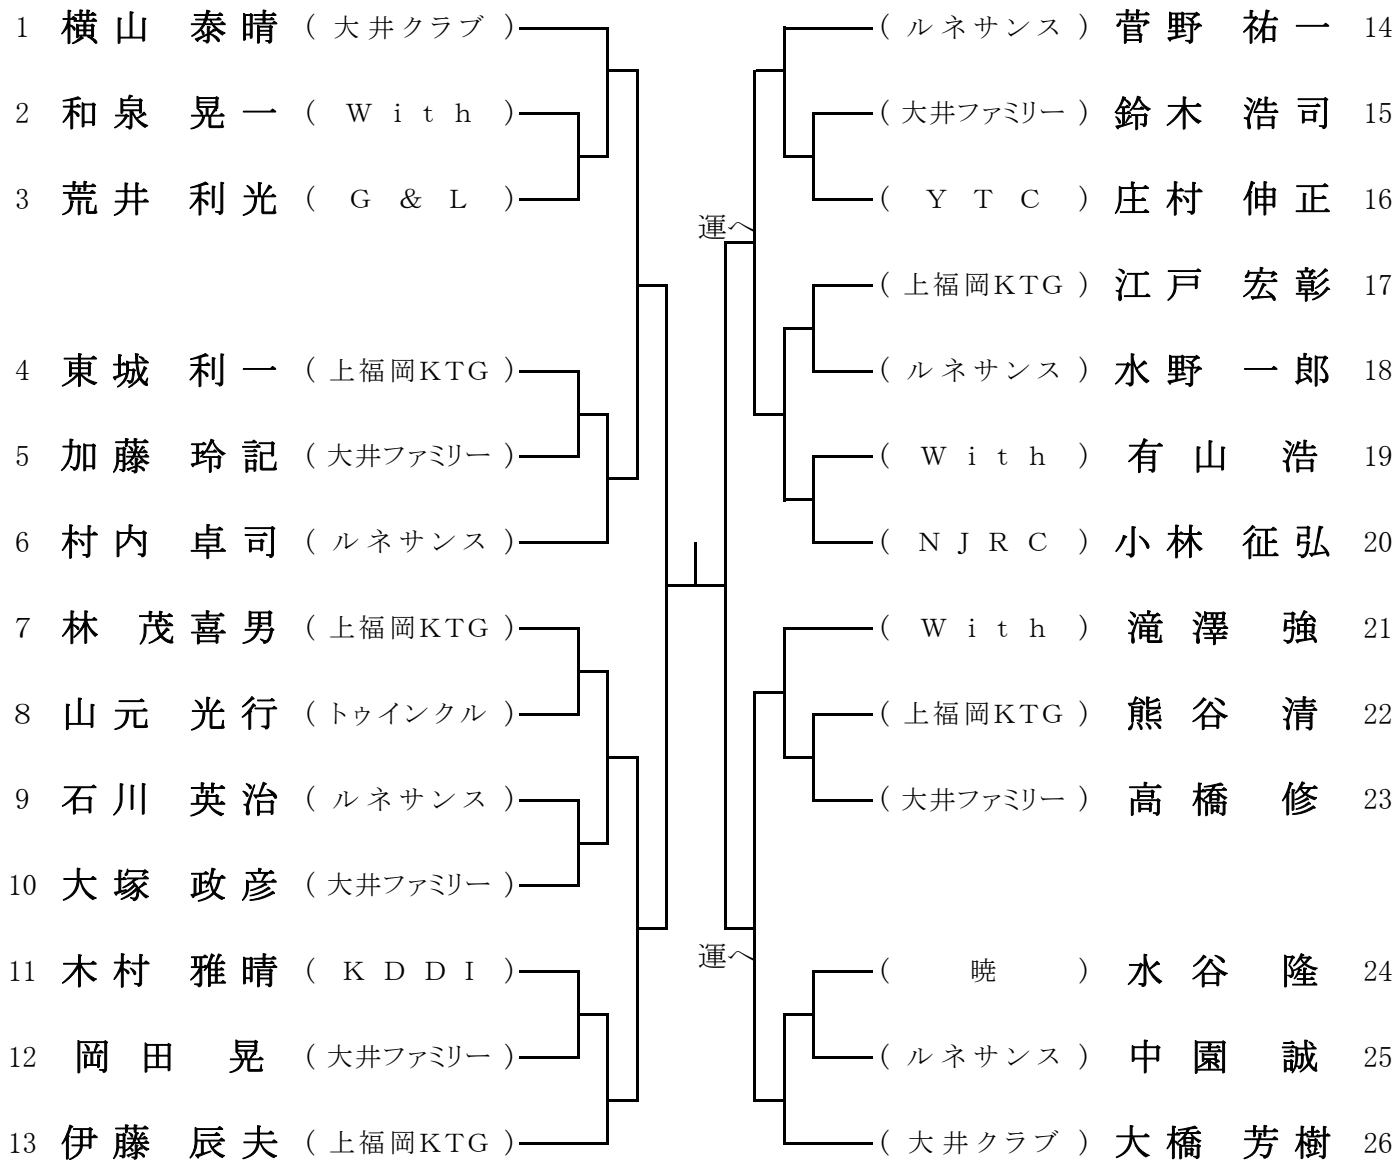 1 横山 泰晴 (大井クラブ)
2 和泉 晃一 (With)
3 荒井 利光 (G&L)
4 東城 利一 (上福岡KTG)
5 加藤 玲記 (大井ファミリー)
6 村内 卓司 (ルネサンス)
7 林 茂喜男 (上福岡KTG)
8 山元 光行 (トゥインクル)
9 石川 英治 (ルネサンス)
10 大塚 政彦 (大井ファミリー)
11 木村 雅晴 (KDDI)
12 岡田 晃 (大井ファミリー)
13 伊藤 辰夫 (上福岡KTG)
運へ
運へ
(ルネサンス) 菅野 祐一 14
(大井ファミリー) 鈴木 浩司 15
(YTC) 庄村 伸正 16
(上福岡KTG) 江戸 宏彰 17
(ルネサンス) 水野 一郎 18
(With) 有山 浩 19
(NJRC) 小林 征弘 20
(With) 滝澤 強 21
(上福岡KTG) 熊谷 清 22
(大井ファミリー) 高橋 修 23
(暁) 水谷 隆 24
(ルネサンス) 中園 誠 25
(大井クラブ) 大橋 芳樹 26